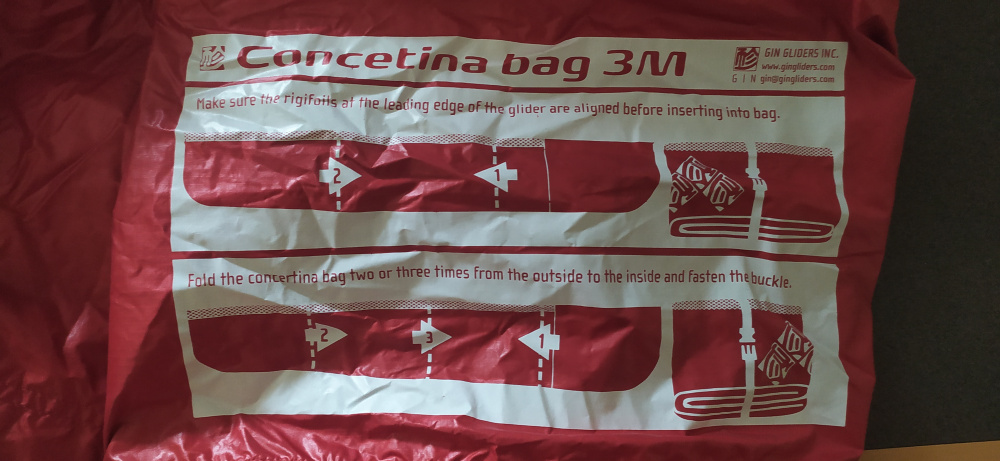 Concetina bag 3M
GIN GLIDERS INC.
www.gingliders.com
GIN gin@gingliders.com
Make sure the rigifoils at the leading edge of the glider are aligned before inserting into bag.
2 1
Fold the concertina bag two or three times from the outside to the inside and fasten the buckle.
2 3 1